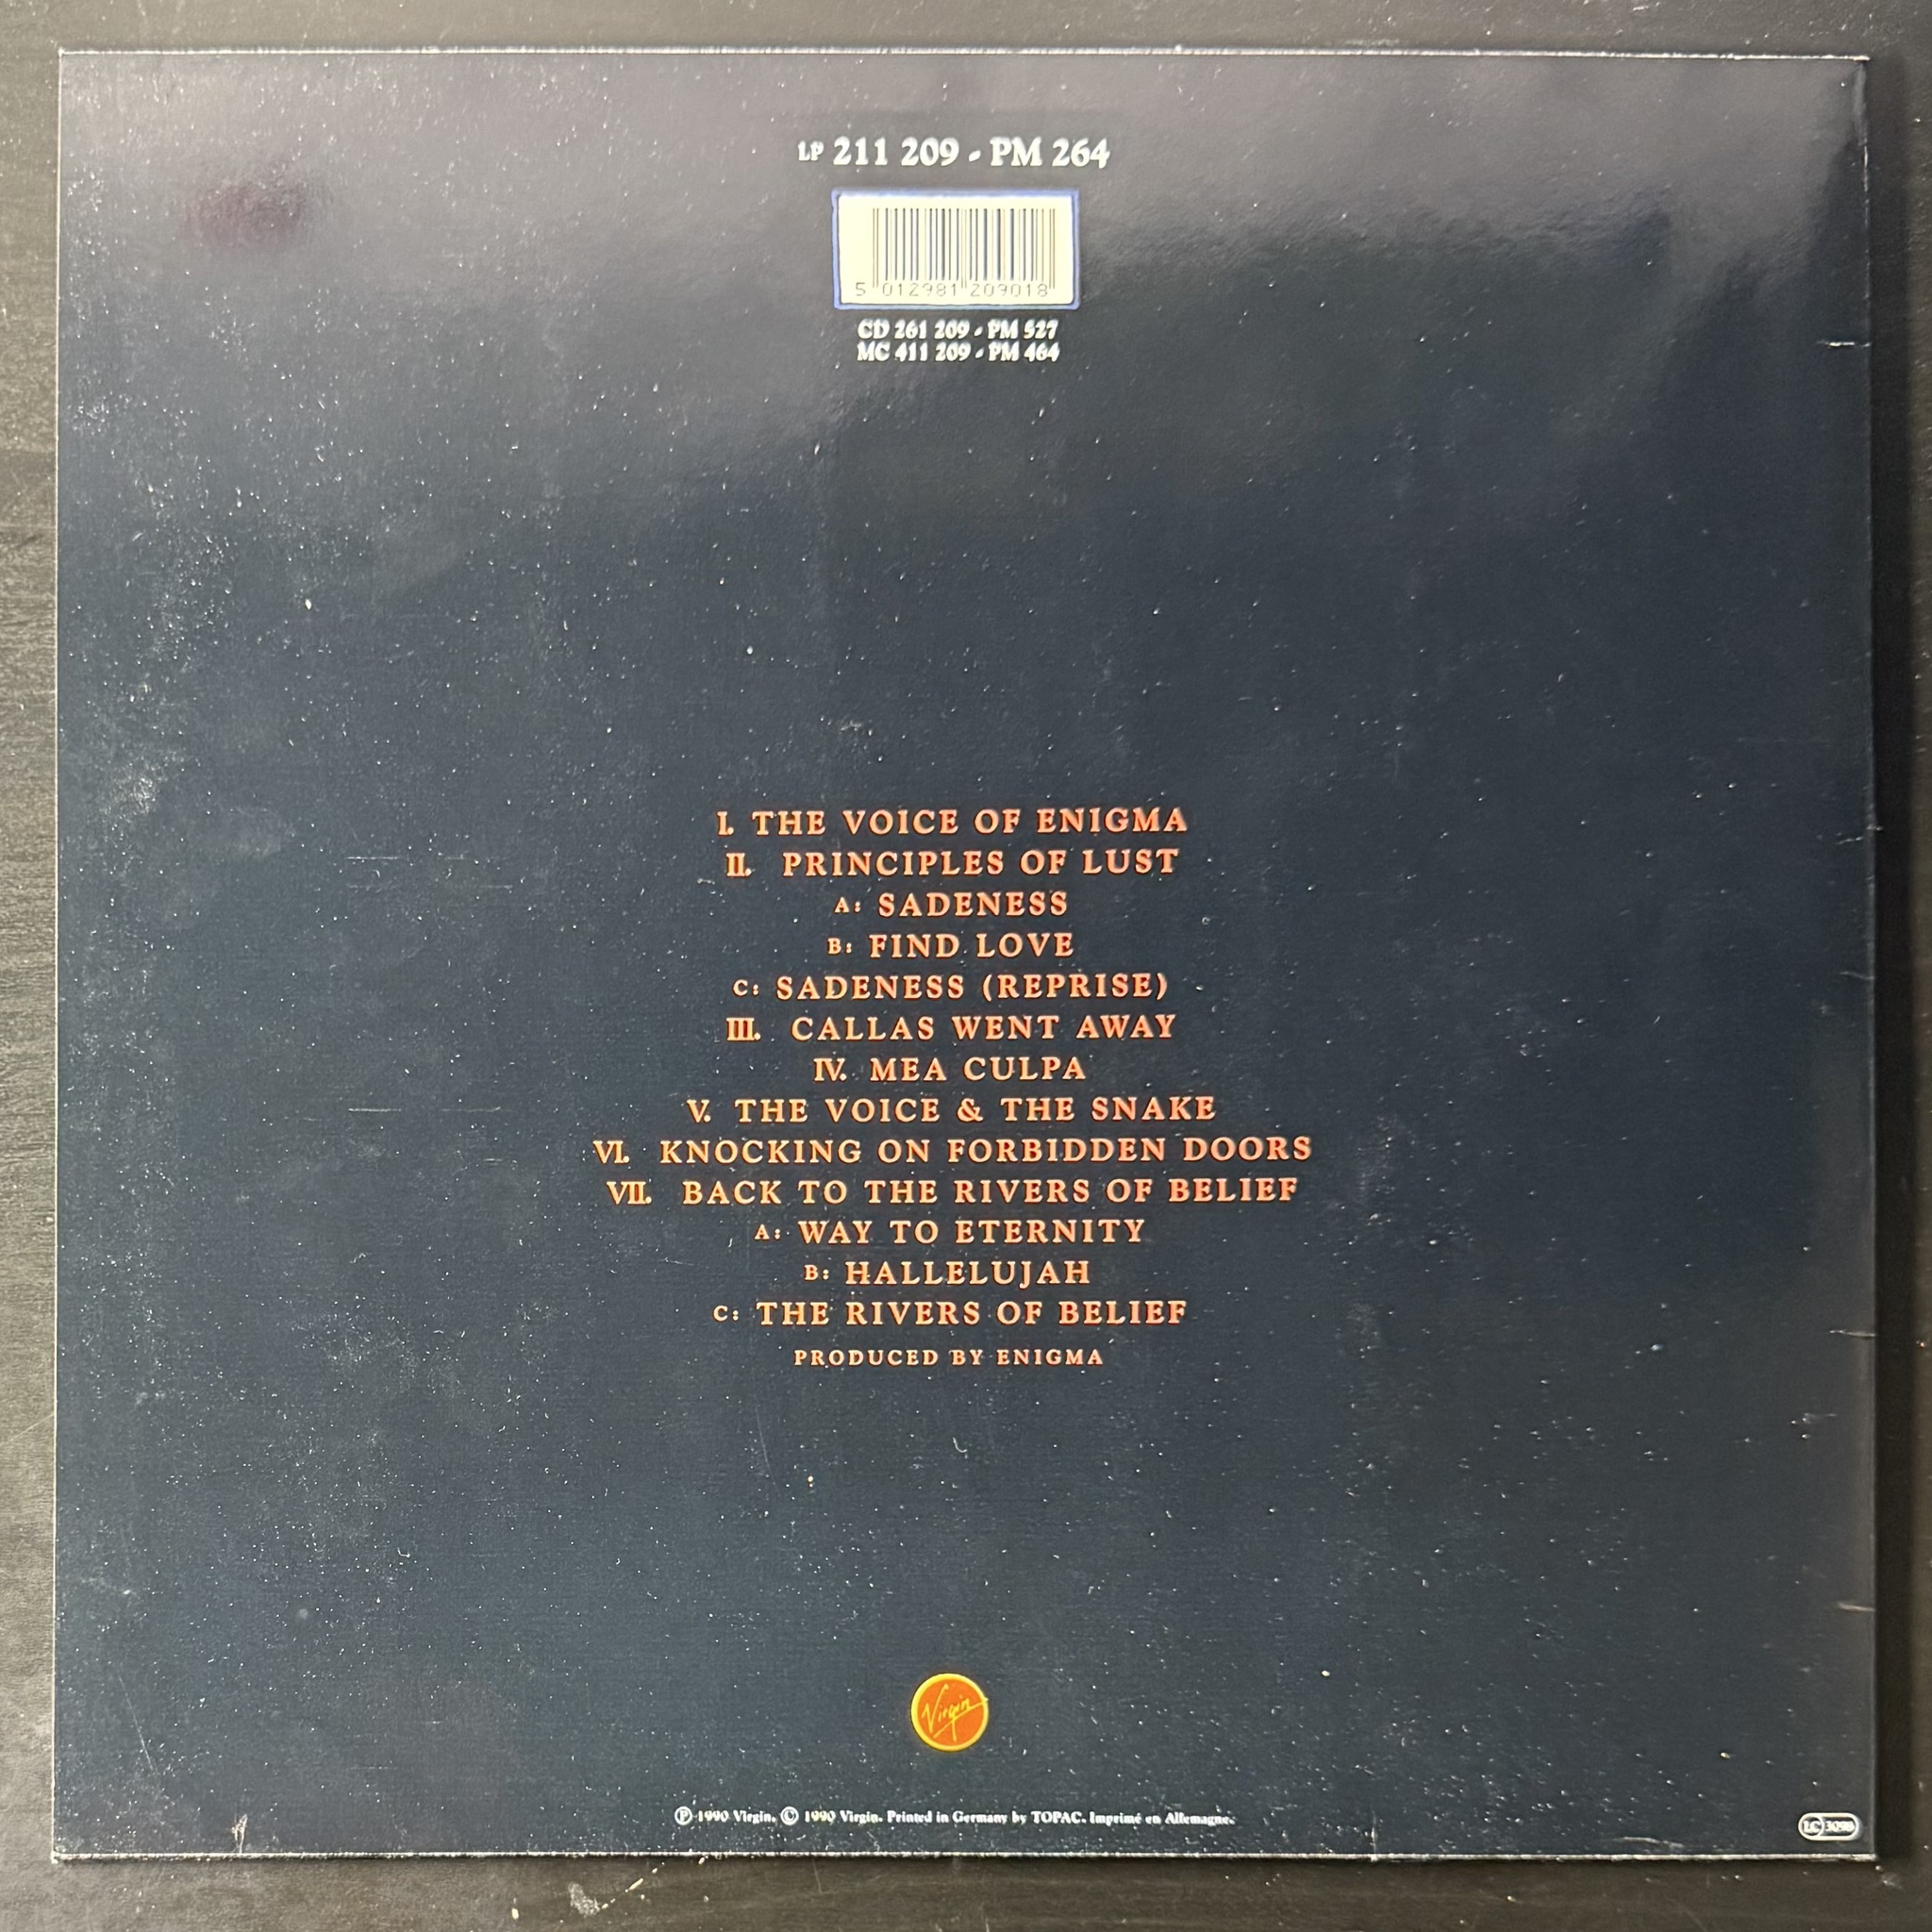 LP 211 209 - PM 264
5 012981 209018
CD 261 209 - PM 527
MC 411 209 - PM 464
I. THE VOICE OF ENIGMA
II. PRINCIPLES OF LUST
A: SADENESS
B: FIND LOVE
C: SADENESS (REPRISE)
III. CALLAS WENT AWAY
IV. MEA CULPA
V. THE VOICE & THE SNAKE
VI. KNOCKING ON FORBIDDEN DOORS
VII. BACK TO THE RIVERS OF BELIEF
A: WAY TO ETERNITY
B: HALLELUJAH
C: THE RIVERS OF BELIEF
PRODUCED BY ENIGMA
Virgin
Ⓟ 1990 Virgin. © 1990 Virgin. Printed in Germany by TOPAC. Imprimé en Allemagne.
LC 3098